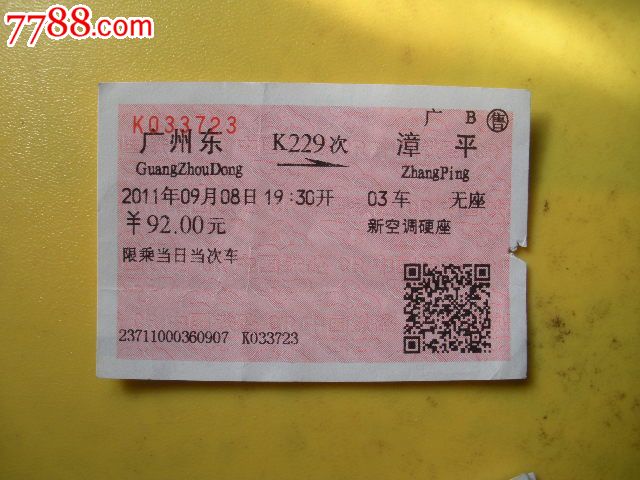 7788.com
K033723
广 B 售
广州东 K229次 漳平
GuangZhouDong ZhangPing
2011年09月08日 19:30开 03车 无座
￥92.00元 新空调硬座
限乘当日当次车
23711000360907 K033723